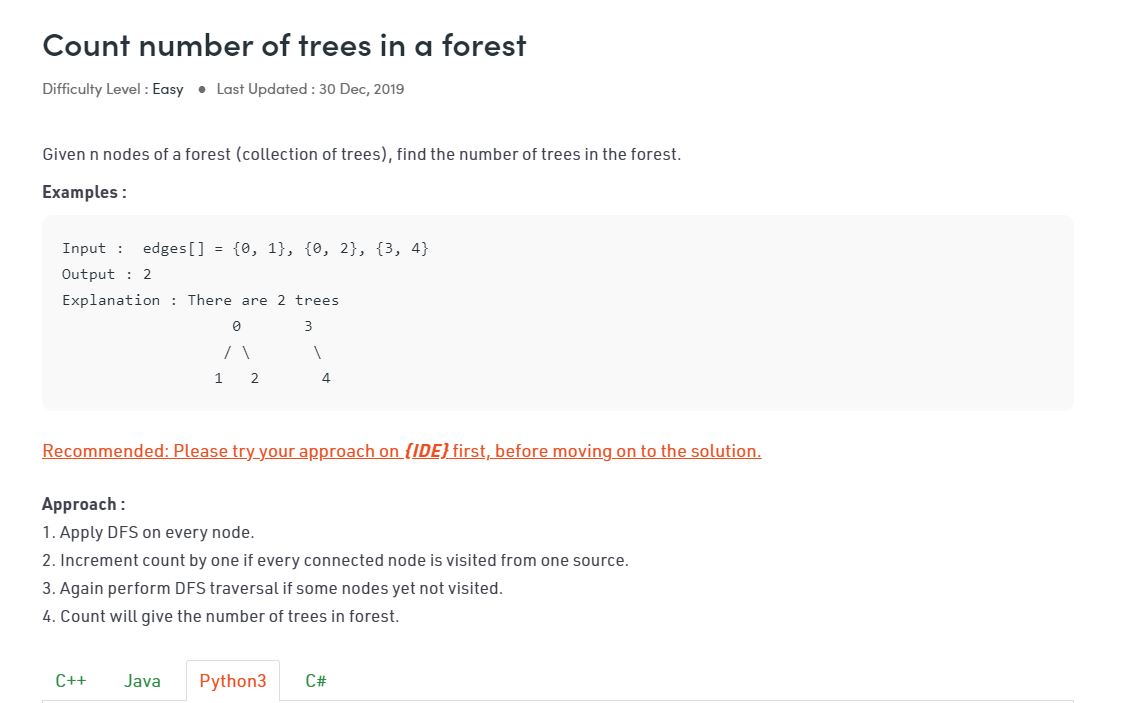 Count number of trees in a forest
Difficulty Level : Easy ● Last Updated : 30 Dec, 2019
Given n nodes of a forest (collection of trees), find the number of trees in the forest.
Examples :
Input :  edges[] = {0, 1}, {0, 2}, {3, 4}
Output : 2
Explanation : There are 2 trees
                   0       3
                  / \       \
                 1   2       4
Recommended: Please try your approach on {IDE} first, before moving on to the solution.
Approach :
1. Apply DFS on every node.
2. Increment count by one if every connected node is visited from one source.
3. Again perform DFS traversal if some nodes yet not visited.
4. Count will give the number of trees in forest.
C++ Java Python3 C#